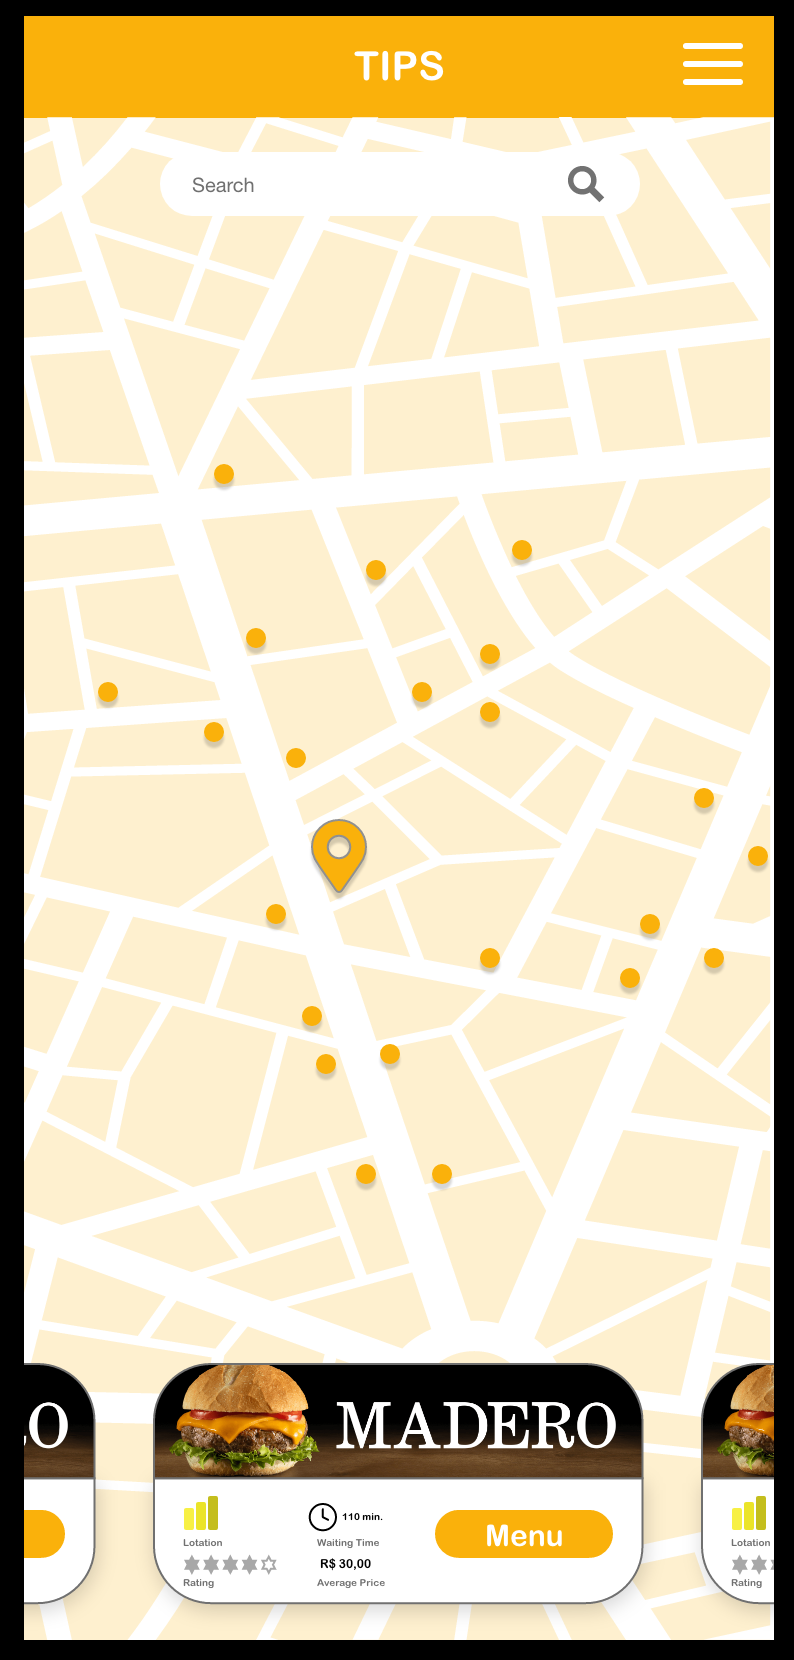 TIPS
Search
O
MADERO
110 min.
Lotation
Waiting Time
Menu
R$ 30,00
Rating
Average Price
Lotation
Rating